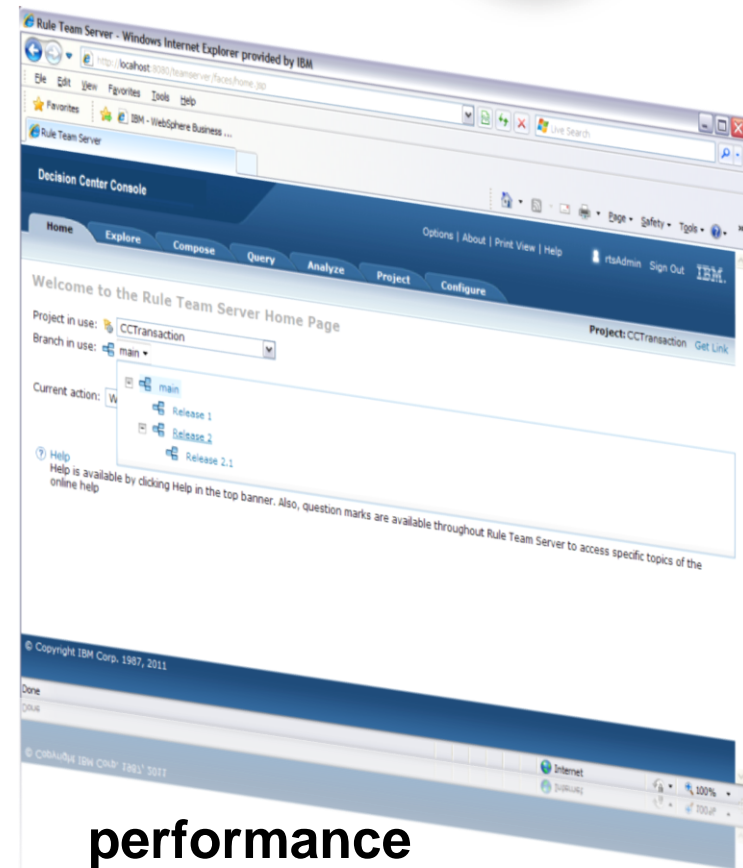 Rule Team Server - Windows Internet Explorer provided by IBM
http://localhost:8080/teamserver/faces/home.jsp
Live Search
File Edit View Favorites Tools Help
Favorites IBM - WebSphere Business ...
Rule Team Server
Page Safety Tools
Decision Center Console
Options | About | Print View | Help rtsAdmin Sign Out IBM.
Home Explore Compose Query Analyze Project Configure
Project: CCTransaction Get Link
Welcome to the Rule Team Server Home Page
Project in use: CCTransaction
Branch in use: main
main
Release 1
Release 2
Release 2.1
Current action: W
Help
Help is available by clicking Help in the top banner. Also, question marks are available throughout Rule Team Server to access specific topics of the
online help
© Copyright IBM Corp. 1987, 2011
Done
Internet 100%
performance